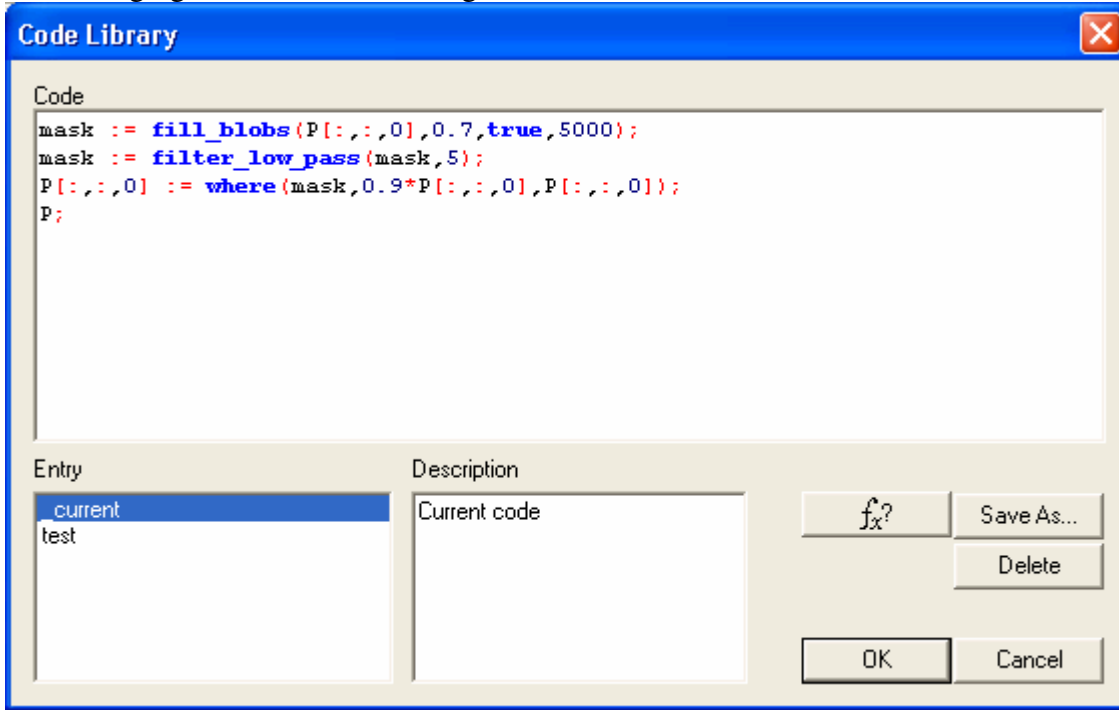 Code Library
Code
mask := fill_blobs(P[:,:,0],0.7,true,5000);
mask := filter_low_pass(mask,5);
P[:,:,0] := where(mask,0.9*P[:,:,0],P[:,:,0]);
P;
Entry
Description
_current
test
Current code
fx?
Save As...
Delete
OK
Cancel